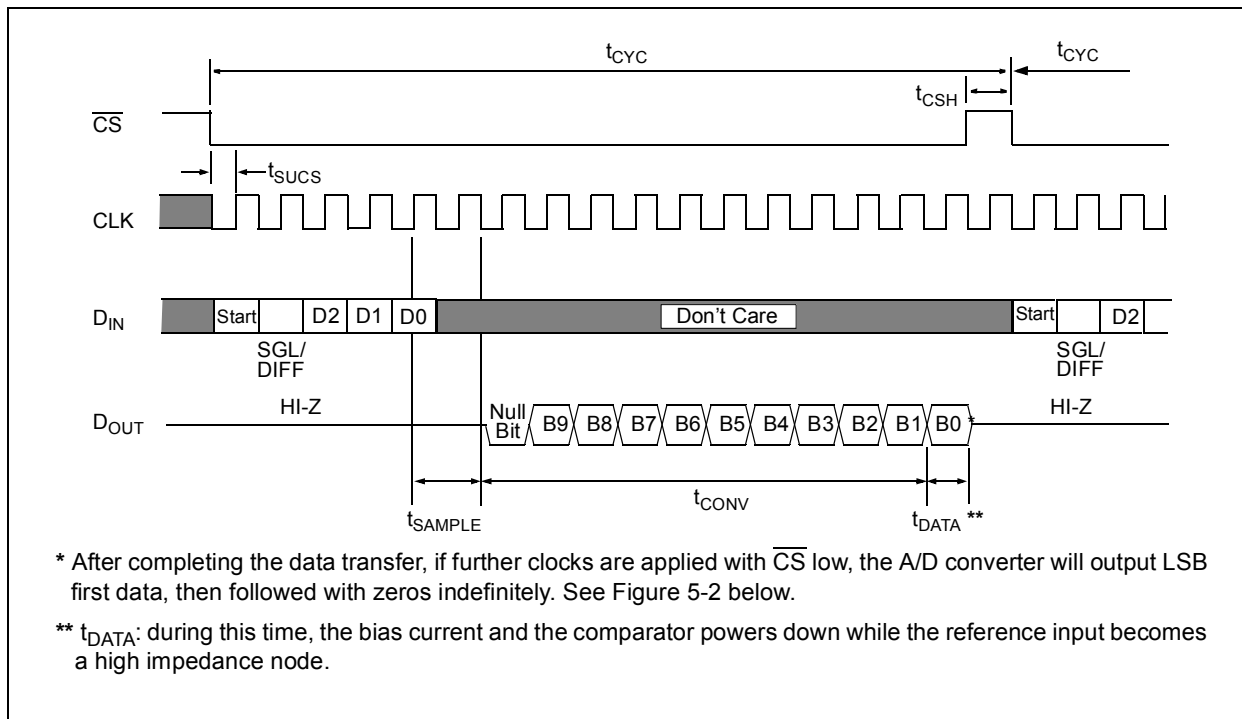 tCYC
tCYC
tCSH
CS
tSUCS
CLK
DIN
Start
D2
D1
D0
Don't Care
Start
D2
SGL/
DIFF
SGL/
DIFF
HI-Z
HI-Z
DOUT
Null
Bit
B9
B8
B7
B6
B5
B4
B3
B2
B1
B0
*
tSAMPLE
tCONV
tDATA **
* After completing the data transfer, if further clocks are applied with CS low, the A/D converter will output LSB
first data, then followed with zeros indefinitely. See Figure 5-2 below.
** tDATA: during this time, the bias current and the comparator powers down while the reference input becomes
a high impedance node.